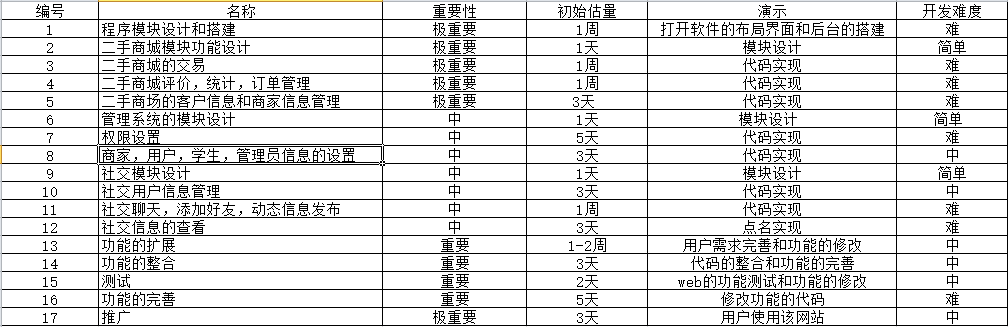 编号 名称 重要性 初始估量 演示 开发难度
1 程序模块设计和搭建 极重要 1周 打开软件的布局界面和后台的搭建 难
2 二手商城模块功能设计 极重要 1天 模块设计 简单
3 二手商城的交易 极重要 1周 代码实现 难
4 二手商城评价，统计，订单管理 极重要 1周 代码实现 难
5 二手商场的客户信息和商家信息管理 极重要 3天 代码实现 难
6 管理系统的模块设计 中 1天 模块设计 简单
7 权限设置 中 5天 代码实现 难
8 商家，用户，学生，管理员信息的设置 中 3天 代码实现 中
9 社交模块设计 中 1天 模块设计 简单
10 社交用户信息管理 中 3天 代码实现 中
11 社交聊天，添加好友，动态信息发布 中 1周 代码实现 难
12 社交信息的查看 中 3天 点名实现 难
13 功能的扩展 重要 1-2周 用户需求完善和功能的修改 中
14 功能的整合 重要 3天 代码的整合和功能的完善 中
15 测试 重要 2天 web的功能测试和功能的修改 中
16 功能的完善 重要 5天 修改功能的代码 难
17 推广 极重要 3天 用户使用该网站 中